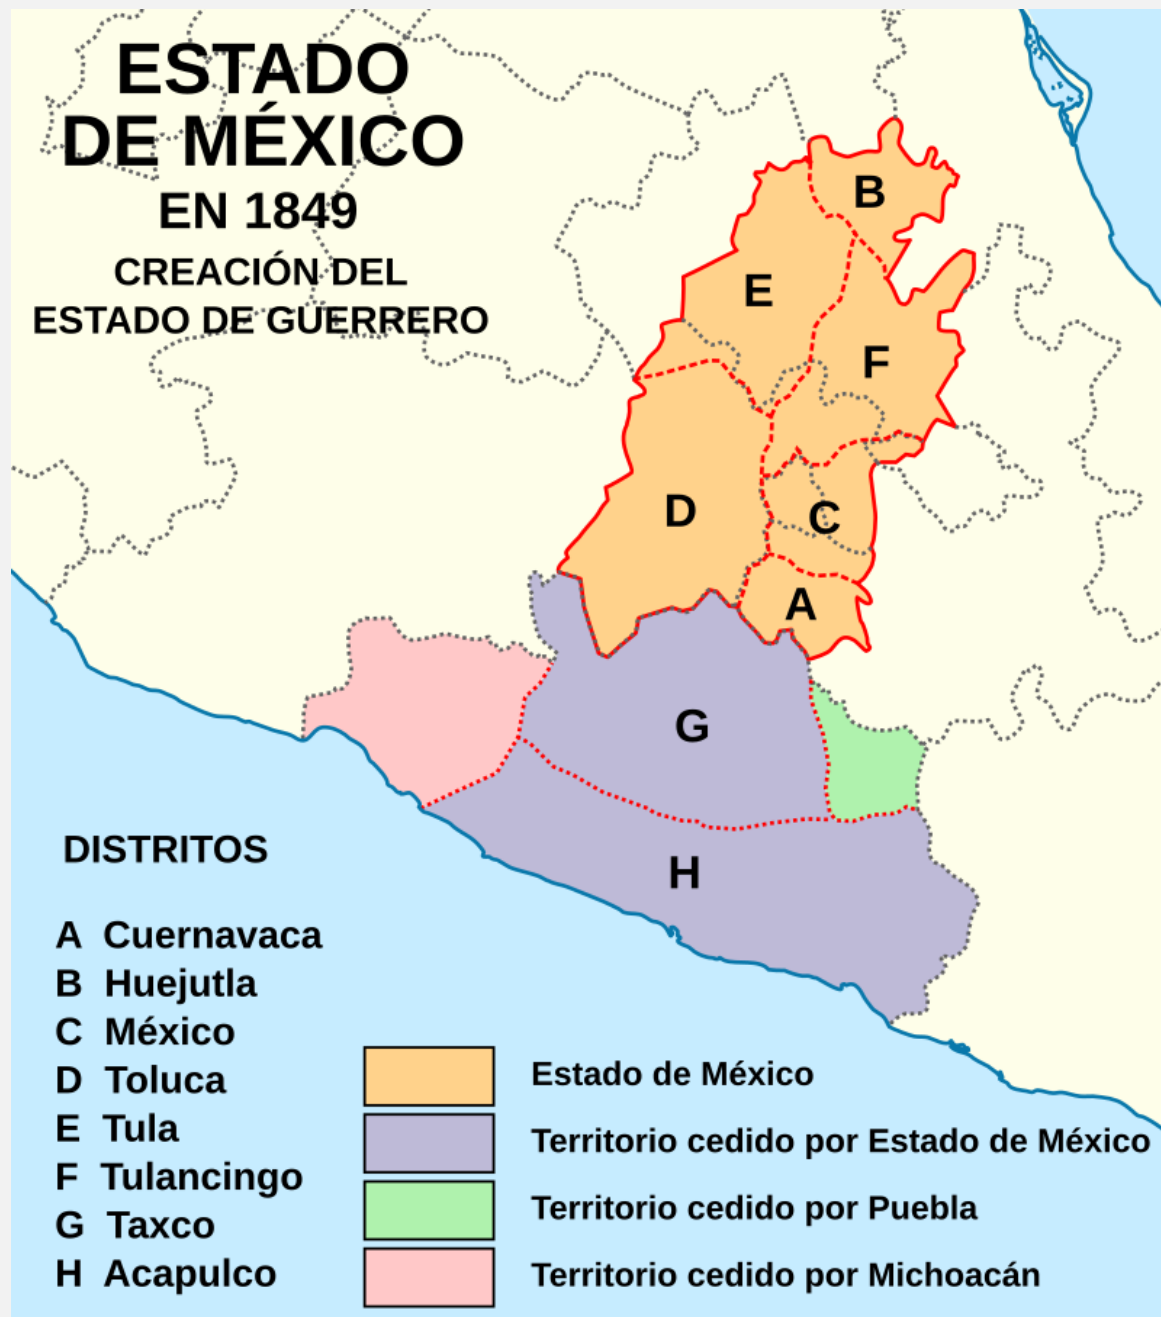 ESTADO
DE MÉXICO
EN 1849
CREACIÓN DEL
ESTADO DE GUERRERO
B
E
F
D
C
A
G
H
DISTRITOS
A Cuernavaca
B Huejutla
C México
D Toluca
E Tula
F Tulancingo
G Taxco
H Acapulco
Estado de México
Territorio cedido por Estado de México
Territorio cedido por Puebla
Territorio cedido por Michoacán